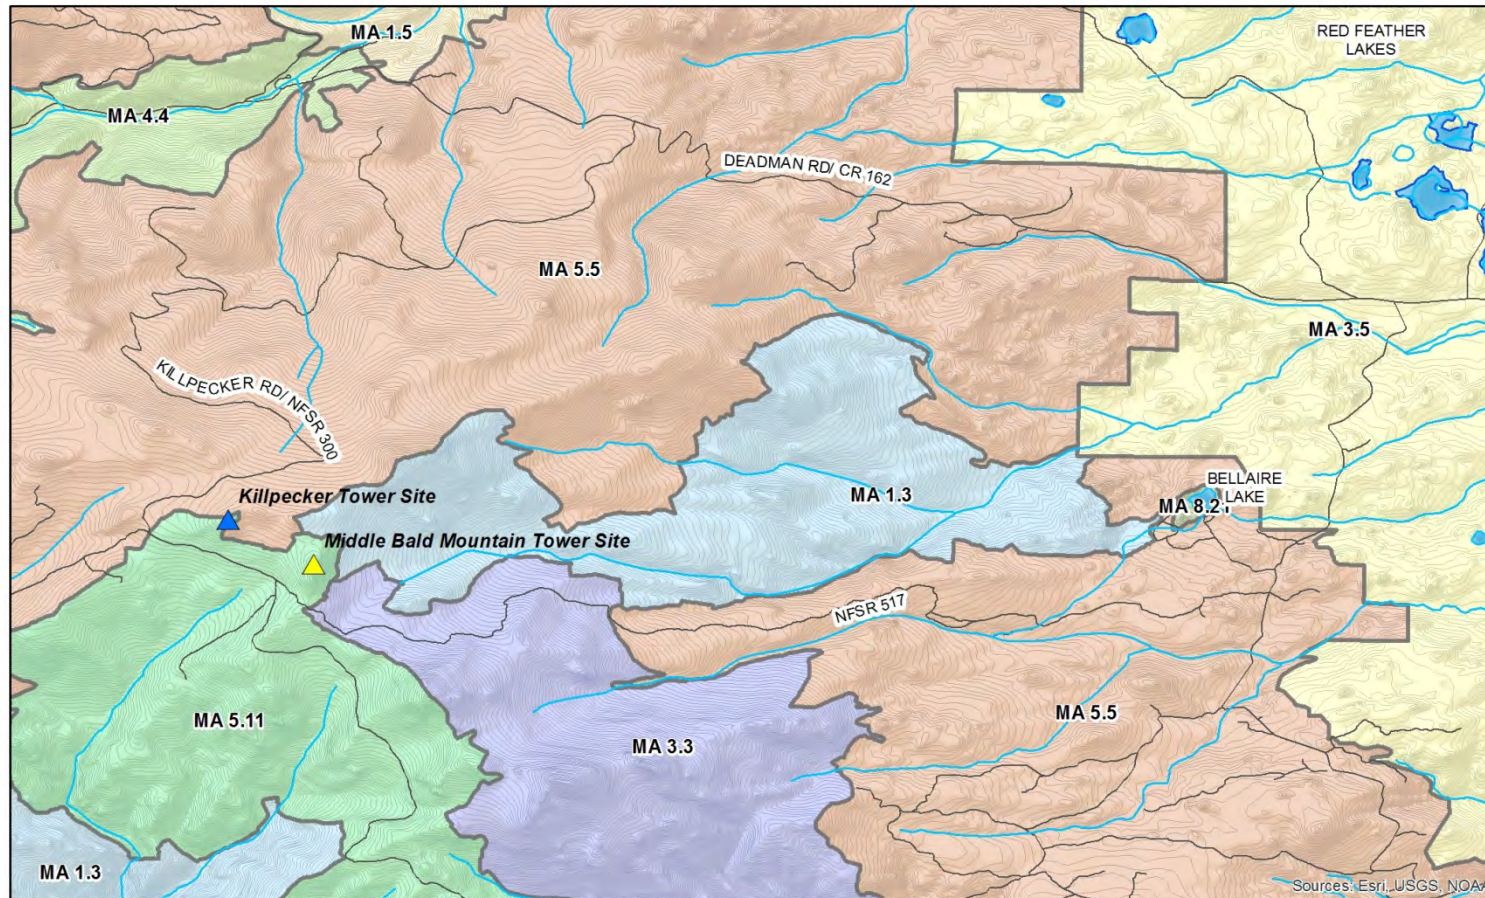 MA 1.5
RED FEATHER
LAKES
MA 4.4
DEADMAN RD/ CR 162
MA 5.5
MA 3.5
KILLPECKER RD/ NFSR 300
Killpecker Tower Site
MA 1.3
BELLAIRE
LAKE
MA 8.21
Middle Bald Mountain Tower Site
NFSR 517
MA 5.11
MA 5.5
MA 3.3
MA 1.3
Sources: Esri, USGS, NOAA